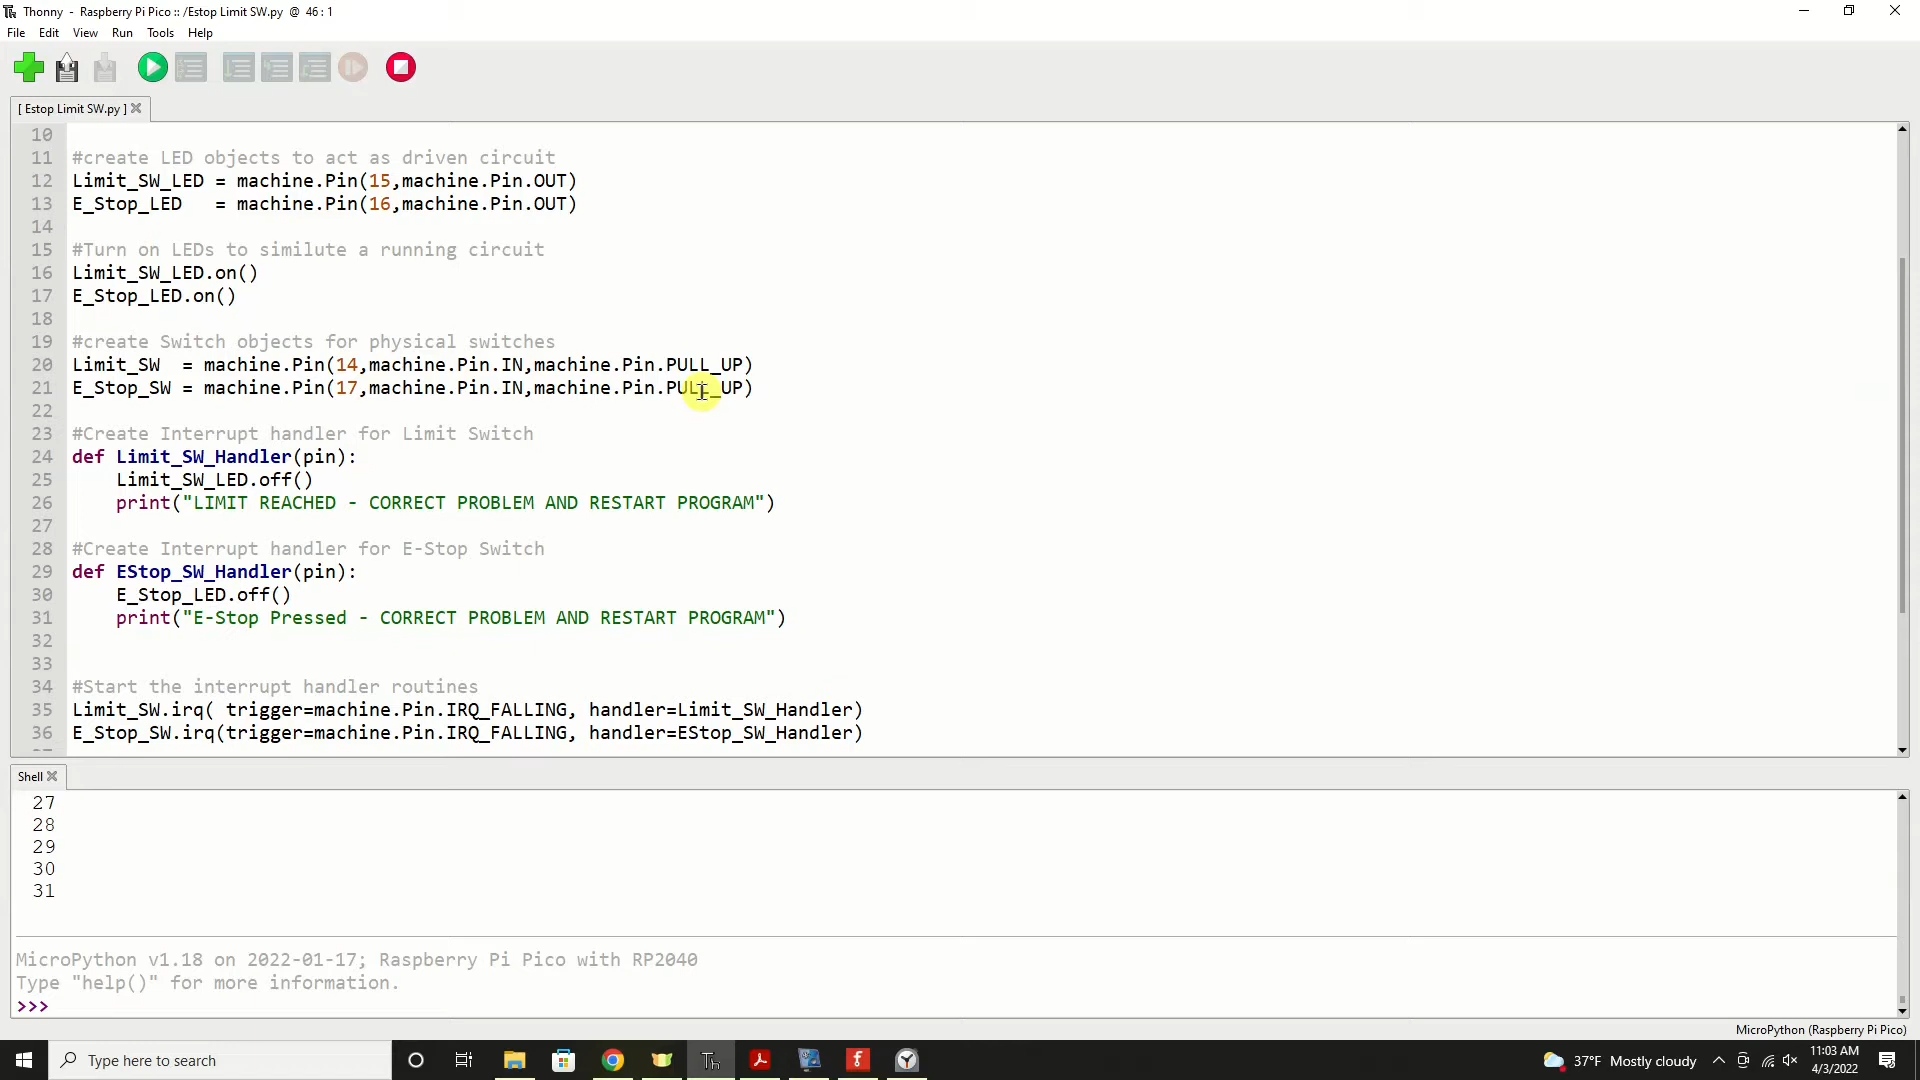 Thonny - Raspberry Pi Pico :: /Estop Limit SW.py @ 46 : 1
File Edit View Run Tools Help
[ Estop Limit SW.py ]
10
11 #create LED objects to act as driven circuit
12 Limit_SW_LED = machine.Pin(15,machine.Pin.OUT)
13 E_Stop_LED   = machine.Pin(16,machine.Pin.OUT)
14
15 #Turn on LEDs to similute a running circuit
16 Limit_SW_LED.on()
17 E_Stop_LED.on()
18
19 #create Switch objects for physical switches
20 Limit_SW  = machine.Pin(14,machine.Pin.IN,machine.Pin.PULL_UP)
21 E_Stop_SW = machine.Pin(17,machine.Pin.IN,machine.Pin.PULL_UP)
22
23 #Create Interrupt handler for Limit Switch
24 def Limit_SW_Handler(pin):
25     Limit_SW_LED.off()
26     print("LIMIT REACHED - CORRECT PROBLEM AND RESTART PROGRAM")
27
28 #Create Interrupt handler for E-Stop Switch
29 def EStop_SW_Handler(pin):
30     E_Stop_LED.off()
31     print("E-Stop Pressed - CORRECT PROBLEM AND RESTART PROGRAM")
32
33
34 #Start the interrupt handler routines
35 Limit_SW.irq( trigger=machine.Pin.IRQ_FALLING, handler=Limit_SW_Handler)
36 E_Stop_SW.irq(trigger=machine.Pin.IRQ_FALLING, handler=EStop_SW_Handler)
Shell
27
28
29
30
31
MicroPython v1.18 on 2022-01-17; Raspberry Pi Pico with RP2040
Type "help()" for more information.
>>>
MicroPython (Raspberry Pi Pico)
Type here to search
37°F Mostly cloudy
11:03 AM
4/3/2022